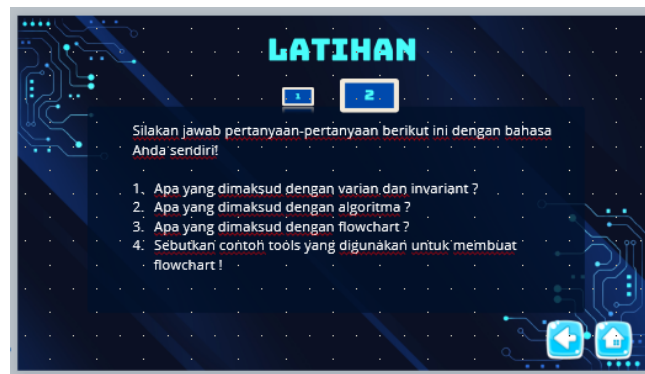 LATIHAN
1 2
Silakan jawab pertanyaan-pertanyaan berikut ini dengan bahasa
Anda sendiri!
1. Apa yang dimaksud dengan varian dan invariant ?
2. Apa yang dimaksud dengan algoritma ?
3. Apa yang dimaksud dengan flowchart ?
4. Sebutkan contoh tools yang digunakan untuk membuat
flowchart !